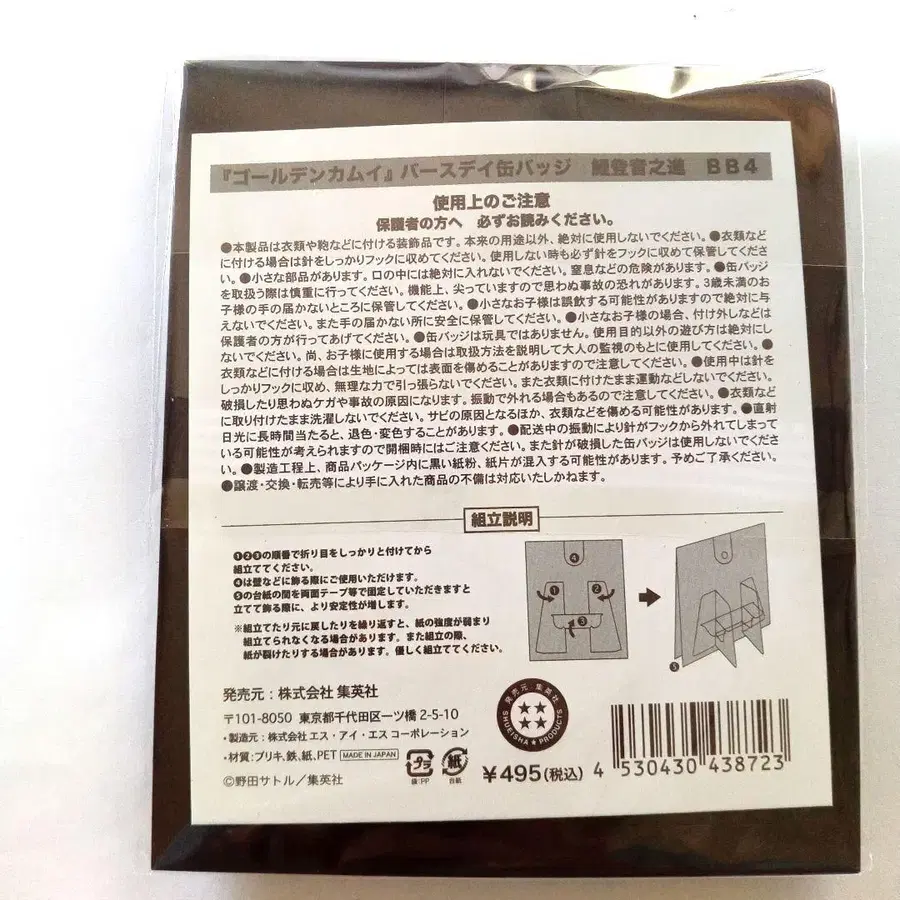 『ゴールデンカムイ』バースデイ缶バッジ 鯉登音之進 BB4
使用上のご注意
保護者の方へ 必ずお読みください。
●本製品は衣類や鞄などに付ける装飾品です。本来の用途以外、絶対に使用しないでください。●衣類など
に付ける場合は針をしっかりフックに収めてください。使用しない時も必ず針をフックに収めて保管してくださ
い。●小さな部品があります。口の中には絶対に入れないでください。窒息などの危険があります。●缶バッジ
を取扱う際は慎重に行ってください。機能上、尖っていますので思わぬ事故の恐れがあります。3歳未満のお
子様の手の届かないところに保管してください。●小さなお子様は誤飲する可能性がありますので絶対に与
えないでください。また手の届かない所に安全に保管してください。●小さなお子様の場合、付け外しなどは
保護者の方が行ってあげてください。●缶バッジは玩具ではありません。使用目的以外の遊び方は絶対にし
ないでください。尚、お子様に使用する場合は取扱方法を説明して大人の監視のもとに使用してください。●
衣類などに付ける場合は生地によっては表面を傷めることがありますので注意してください。●使用中は針を
しっかりフックに収め、無理な力で引っ張らないでください。また衣類に付けたまま運動などしないでください。
破損したり思わぬケガや事故の原因になります。振動で外れる場合もあるので注意してください。●衣類など
に取り付けたまま洗濯しないでください。サビの原因となるほか、衣類などを傷める可能性があります。●直射
日光に長時間当たると、退色・変色することがあります。●配送中の振動により針がフックから外れてしまって
いる可能性が考えられますので開梱時にはご注意ください。また針が破損した缶バッジは使用しないでくださ
い。●製造工程上、商品パッケージ内に黒い紙粉、紙片が混入する可能性があります。予めご了承ください。
●譲渡・交換・転売等により手に入れた商品の不備は対応いたしかねます。
組立説明
❶❷❸の順番で折り目をしっかりと付けてから
組立ててください。
❹は壁などに飾る際にご使用いただけます。
❺の台紙の間を両面テープ等で固定していただきますと
立てて飾る際に、より安定性が増します。
※組立てたり元に戻したりを繰り返すと、紙の強度が弱まり
組立てられなくなる場合があります。また組立の際、
紙が裂けたりする場合があります。優しく組立ててください。
❹
❶
❷
❸
❺
発売元：株式会社 集英社
〒101-8050 東京都千代田区一ツ橋 2-5-10
・製造元：株式会社 エス・アイ・エス コーポレーション
・材質：ブリキ、鉄、紙、PET MADE IN JAPAN
©野田サトル／集英社
プラ
袋:PP
紙
台紙
発売元 集英社
SHUEISHA★PRODUCTS
¥495(税込)
4 530430 438723